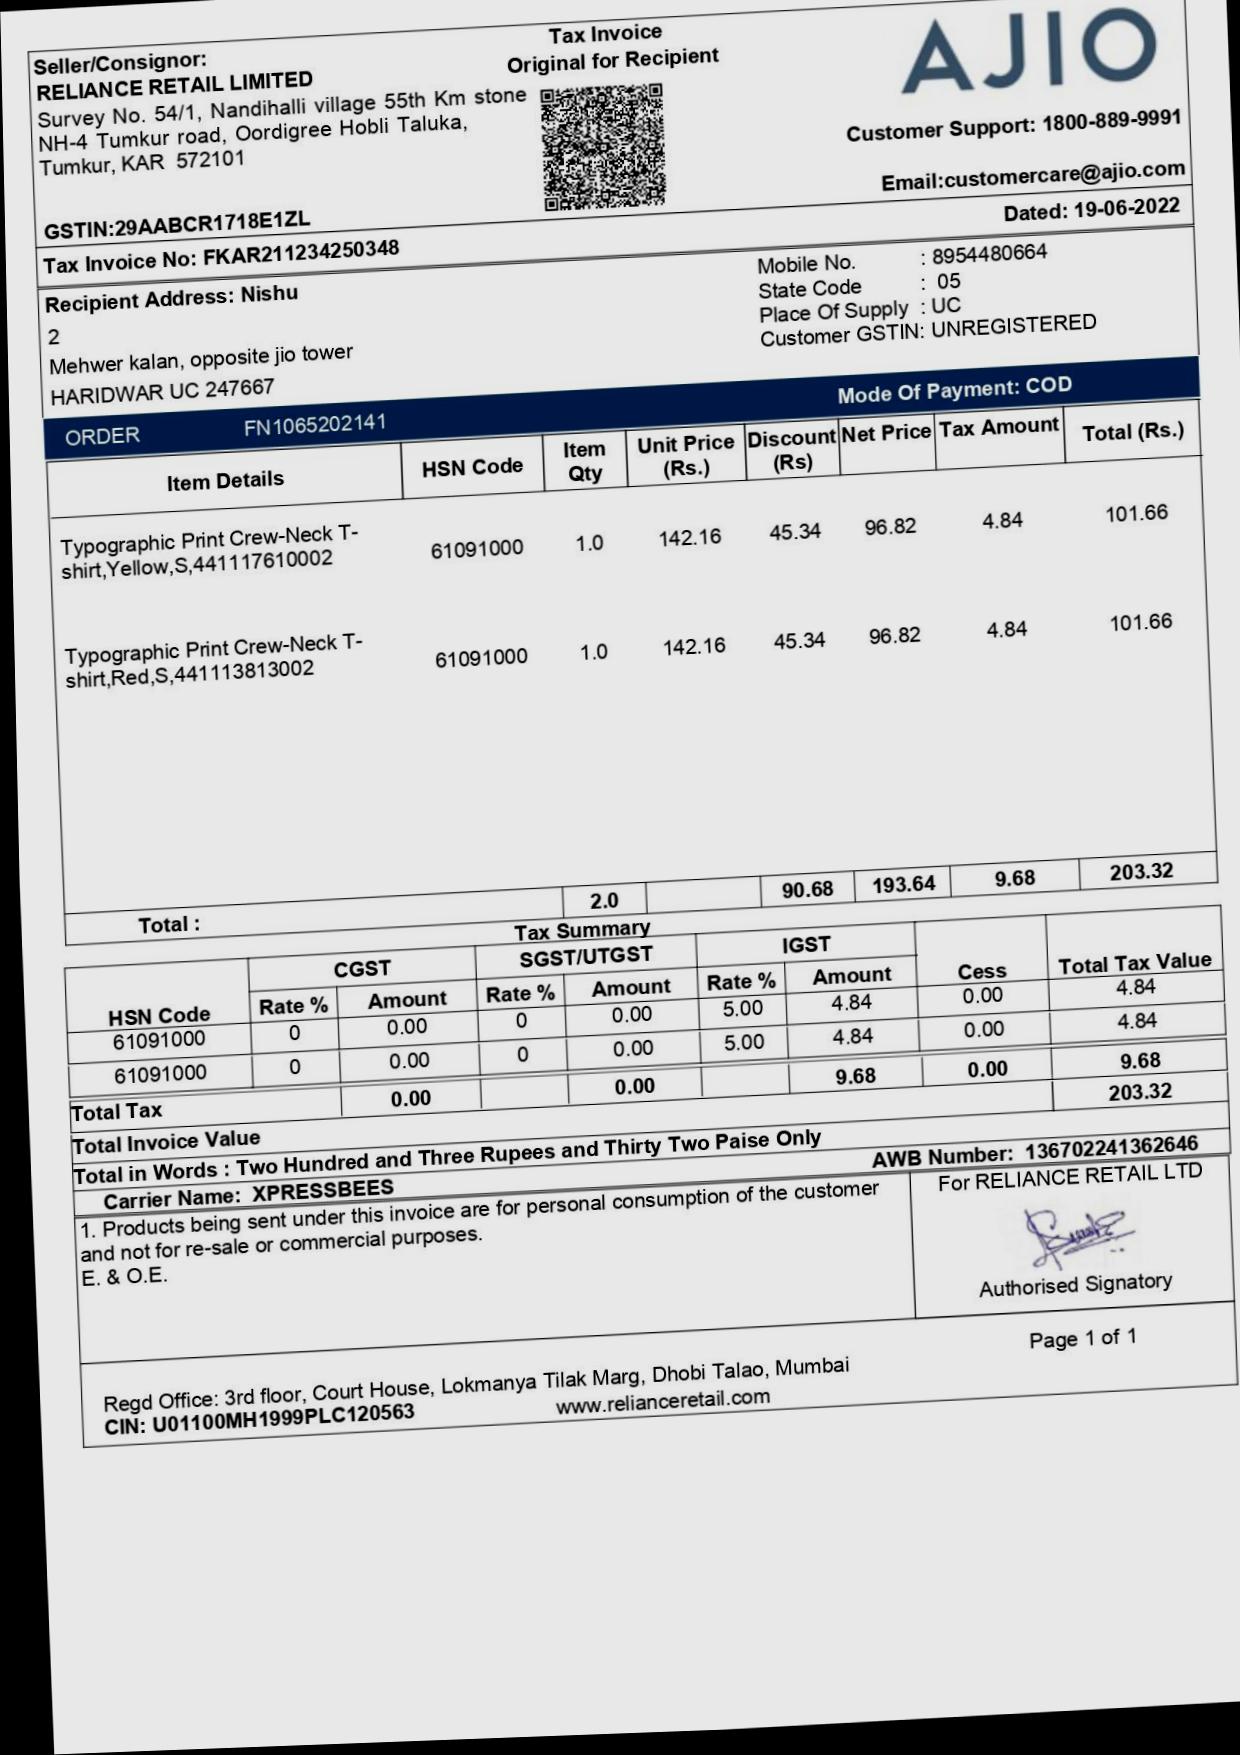 Tax Invoice
Original for Recipient
AJIO
Seller/Consignor:
RELIANCE RETAIL LIMITED
Survey No. 54/1, Nandihalli village 55th Km stone
NH-4 Tumkur road, Oordigree Hobli Taluka,
Tumkur, KAR 572101
Customer Support: 1800-889-9991
Email:customercare@ajio.com
GSTIN:29AABCR1718E1ZL
Dated: 19-06-2022
Tax Invoice No: FKAR211234250348
Recipient Address: Nishu
2
Mehwer kalan, opposite jio tower
HARIDWAR UC 247667
Mobile No. : 8954480664
State Code : 05
Place Of Supply : UC
Customer GSTIN: UNREGISTERED
ORDER FN1065202141 Mode Of Payment: COD
Item Details HSN Code Item Qty Unit Price (Rs.) Discount (Rs) Net Price Tax Amount Total (Rs.)
Typographic Print Crew-Neck T-
shirt,Yellow,S,441117610002 61091000 1.0 142.16 45.34 96.82 4.84 101.66
Typographic Print Crew-Neck T-
shirt,Red,S,441113813002 61091000 1.0 142.16 45.34 96.82 4.84 101.66
Total : 2.0 90.68 193.64 9.68 203.32
Tax Summary
HSN Code CGST SGST/UTGST IGST Cess Total Tax Value
Rate % Amount Rate % Amount Rate % Amount
61091000 0 0.00 0 0.00 5.00 4.84 0.00 4.84
61091000 0 0.00 0 0.00 5.00 4.84 0.00 4.84
Total Tax 0.00 0.00 9.68 0.00 9.68
Total Invoice Value 203.32
Total in Words : Two Hundred and Three Rupees and Thirty Two Paise Only
Carrier Name: XPRESSBEES AWB Number: 136702241362646
1. Products being sent under this invoice are for personal consumption of the customer
and not for re-sale or commercial purposes.
E. & O.E.
For RELIANCE RETAIL LTD
Authorised Signatory
Page 1 of 1
Regd Office: 3rd floor, Court House, Lokmanya Tilak Marg, Dhobi Talao, Mumbai
CIN: U01100MH1999PLC120563 www.relianceretail.com